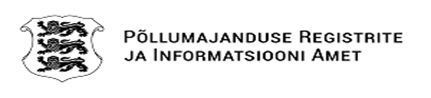 Põllumajanduse Registrite
ja Informatsiooni Amet